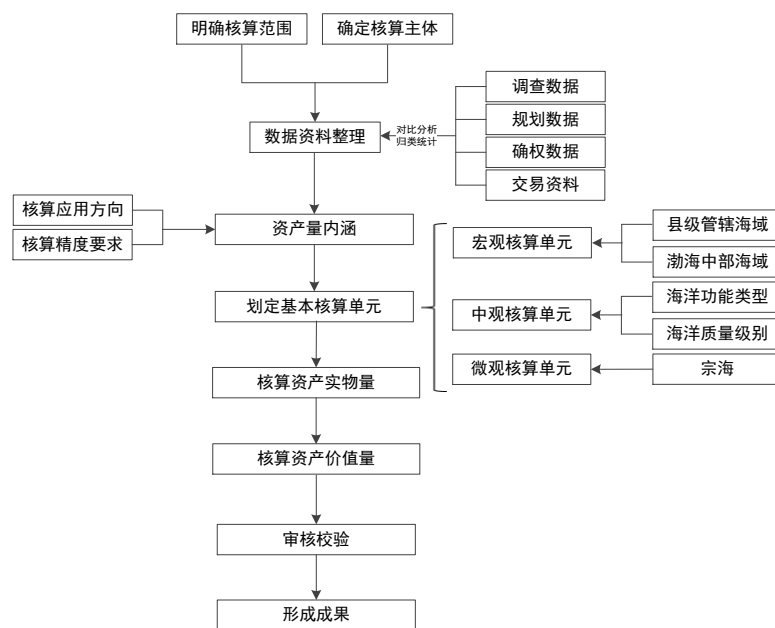 明确核算范围
确定核算主体
调查数据
规划数据
确权数据
交易资料
对比分析
归类统计
数据资料整理
核算应用方向
核算精度要求
资产量内涵
县级管辖海域
渤海中部海域
宏观核算单元
海洋功能类型
海洋质量级别
中观核算单元
划定基本核算单元
宗海
微观核算单元
核算资产实物量
核算资产价值量
审核校验
形成成果